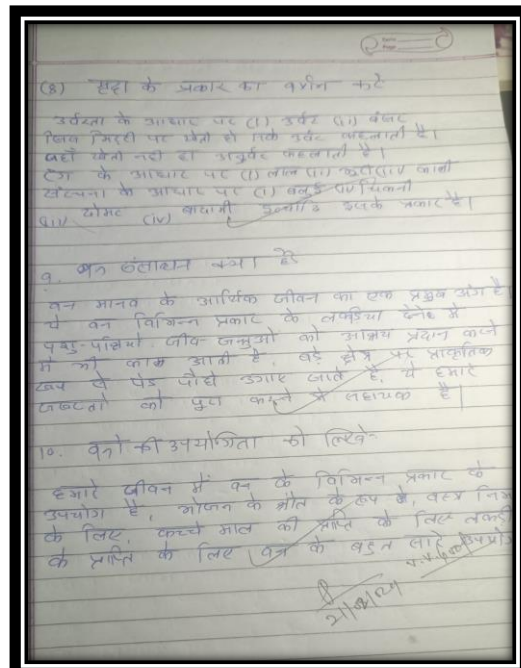 (8) मृदा के प्रकार का वर्णन करें
उर्वरता के आधार पर (i) उर्वर (ii) बंजर
जिस मिट्टी पर खेती हो सके उर्वर कहलाती है।
जहाँ खेती नहीं हो अनुर्वर कहलाती है।
रंग के आधार पर (i) लाल (ii) काली
संरचना के आधार पर (i) बलुई (ii) चिकनी
(iii) दोमट (iv) इत्यादि इसके प्रकार है।
9. वन संसाधन क्या है
वन मानव के आर्थिक जीवन का एक प्रमुख अंग है।
ये वन विभिन्न प्रकार के लकड़िया देने में
पशु-पक्षियों, जीव जन्तुओं को आश्रय प्रदान करने
में भी काम आती है, बड़े क्षेत्र पर प्राकृतिक
रूप से पेड़ पौधे उगाए जाते है, ये हमारे
जरूरतों को पूरा करने में सहायक है।
10. वनों की उपयोगिता को लिखे-
हमारे जीवन में वन के विभिन्न प्रकार के
उपयोग है, भोजन के स्रोत के रूप में, वस्त्र
के लिए, कच्चे माल की प्राप्ति के लिए लकड़ी
के प्राप्ति के लिए वन के बहुत सारे उपयोग